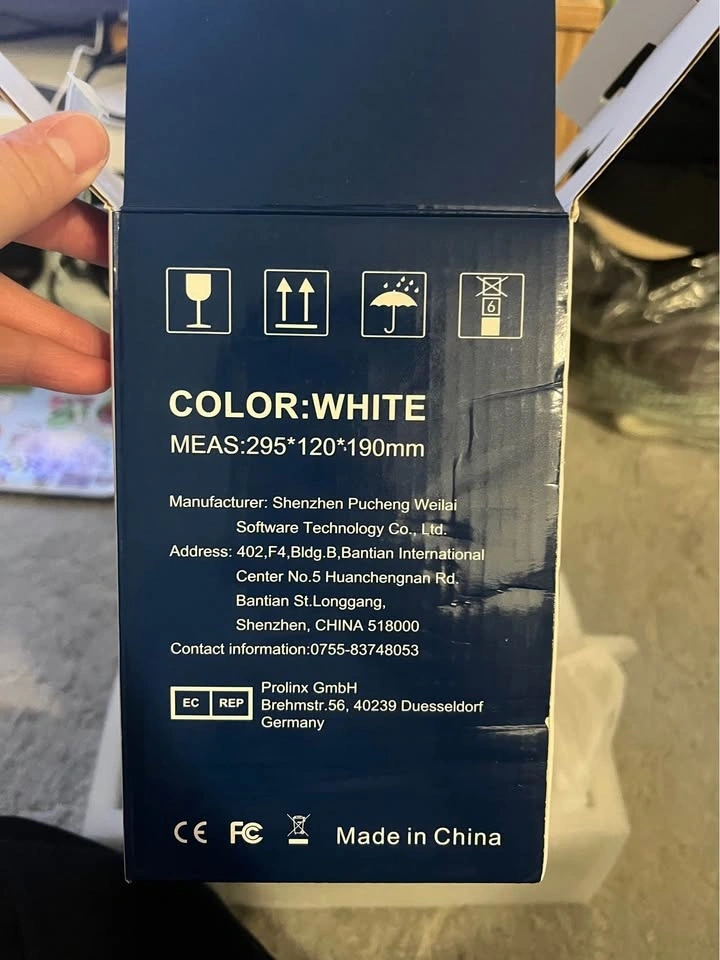 6
COLOR:WHITE
MEAS:295*120*190mm
Manufacturer: Shenzhen Pucheng Weilai
Software Technology Co., Ltd.
Address: 402,F4,Bldg.B,Bantian International
Center No.5 Huanchengnan Rd.
Bantian St.Longgang,
Shenzhen, CHINA 518000
Contact information:0755-83748053
EC REP
Prolinx GmbH
Brehmstr.56, 40239 Duesseldorf
Germany
CE FC Made in China